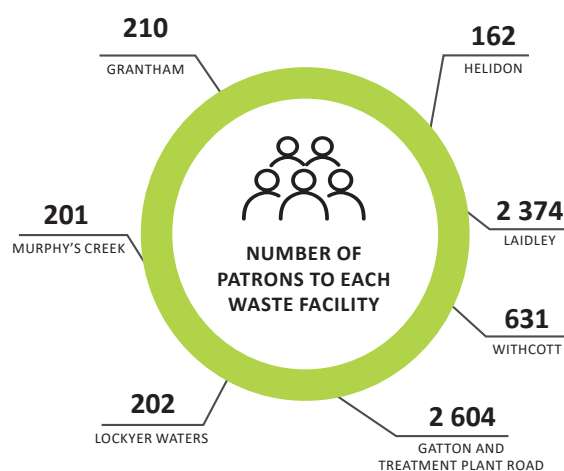 210
GRANTHAM
162
HELIDON
201
MURPHY'S CREEK
NUMBER OF
PATRONS TO EACH
WASTE FACILITY
2 374
LAIDLEY
631
WITHCOTT
202
LOCKYER WATERS
2 604
GATTON AND
TREATMENT PLANT ROAD